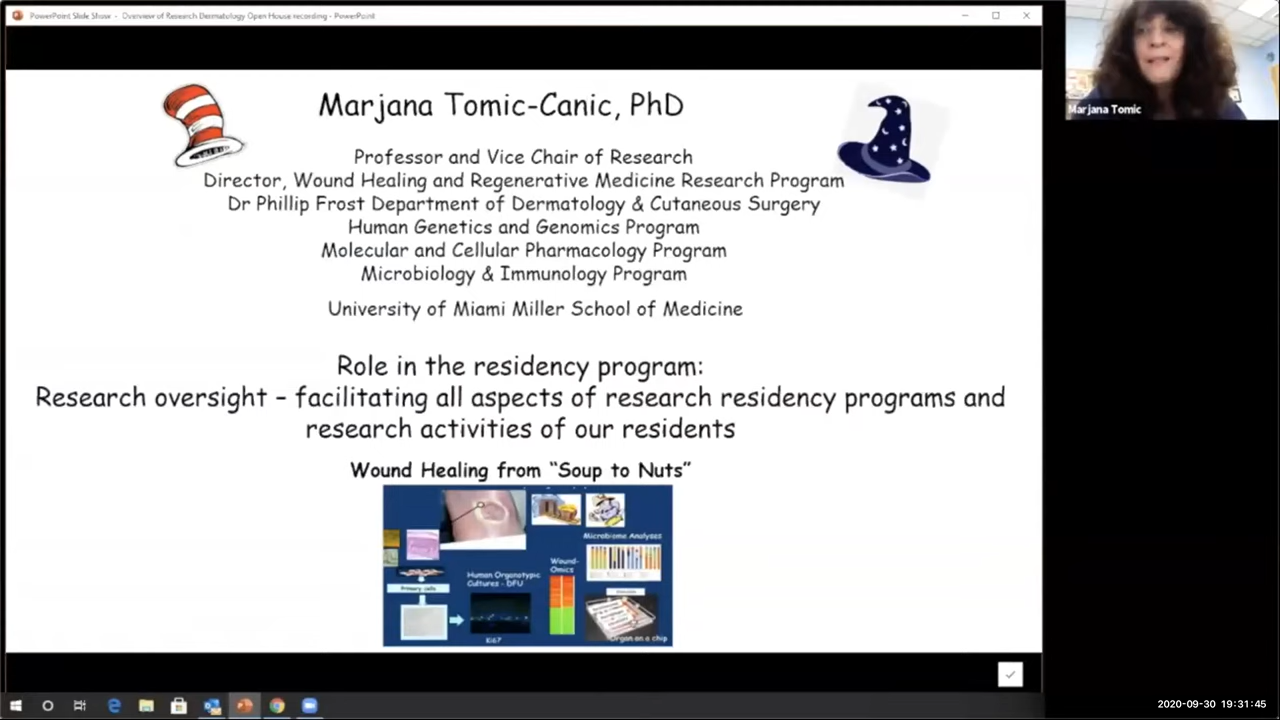 PowerPoint Slide Show - Overview of Research Dermatology Open House recording - PowerPoint
Marjana Tomic
Marjana Tomic-Canic, PhD
Professor and Vice Chair of Research
Director, Wound Healing and Regenerative Medicine Research Program
Dr Phillip Frost Department of Dermatology & Cutaneous Surgery
Human Genetics and Genomics Program
Molecular and Cellular Pharmacology Program
Microbiology & Immunology Program
University of Miami Miller School of Medicine
Role in the residency program:
Research oversight – facilitating all aspects of research residency programs and
research activities of our residents
Wound Healing from “Soup to Nuts”
Microbiome Analyses
Wound-
Omics
Human Organotypic
Cultures - DFU
Primary cells
Ki67
Organ on a chip
2020-09-30 19:31:45